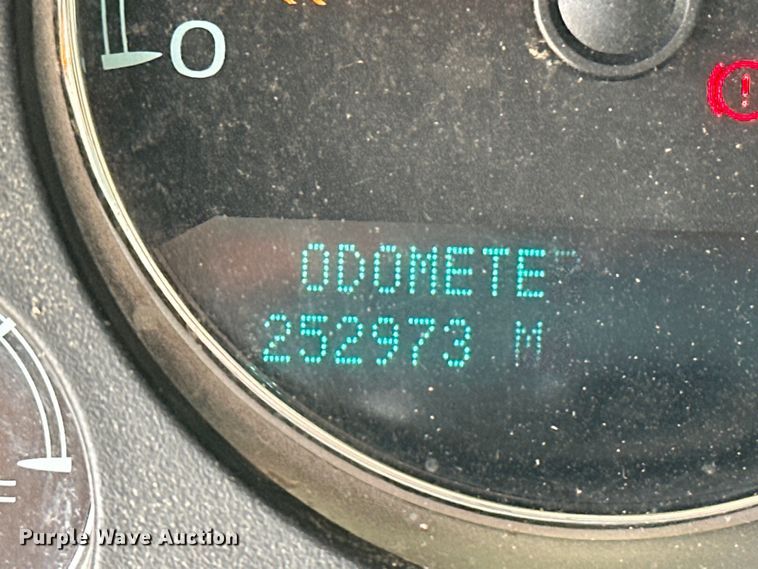 0
ODOMETE
252973 M
Purple Wave Auction